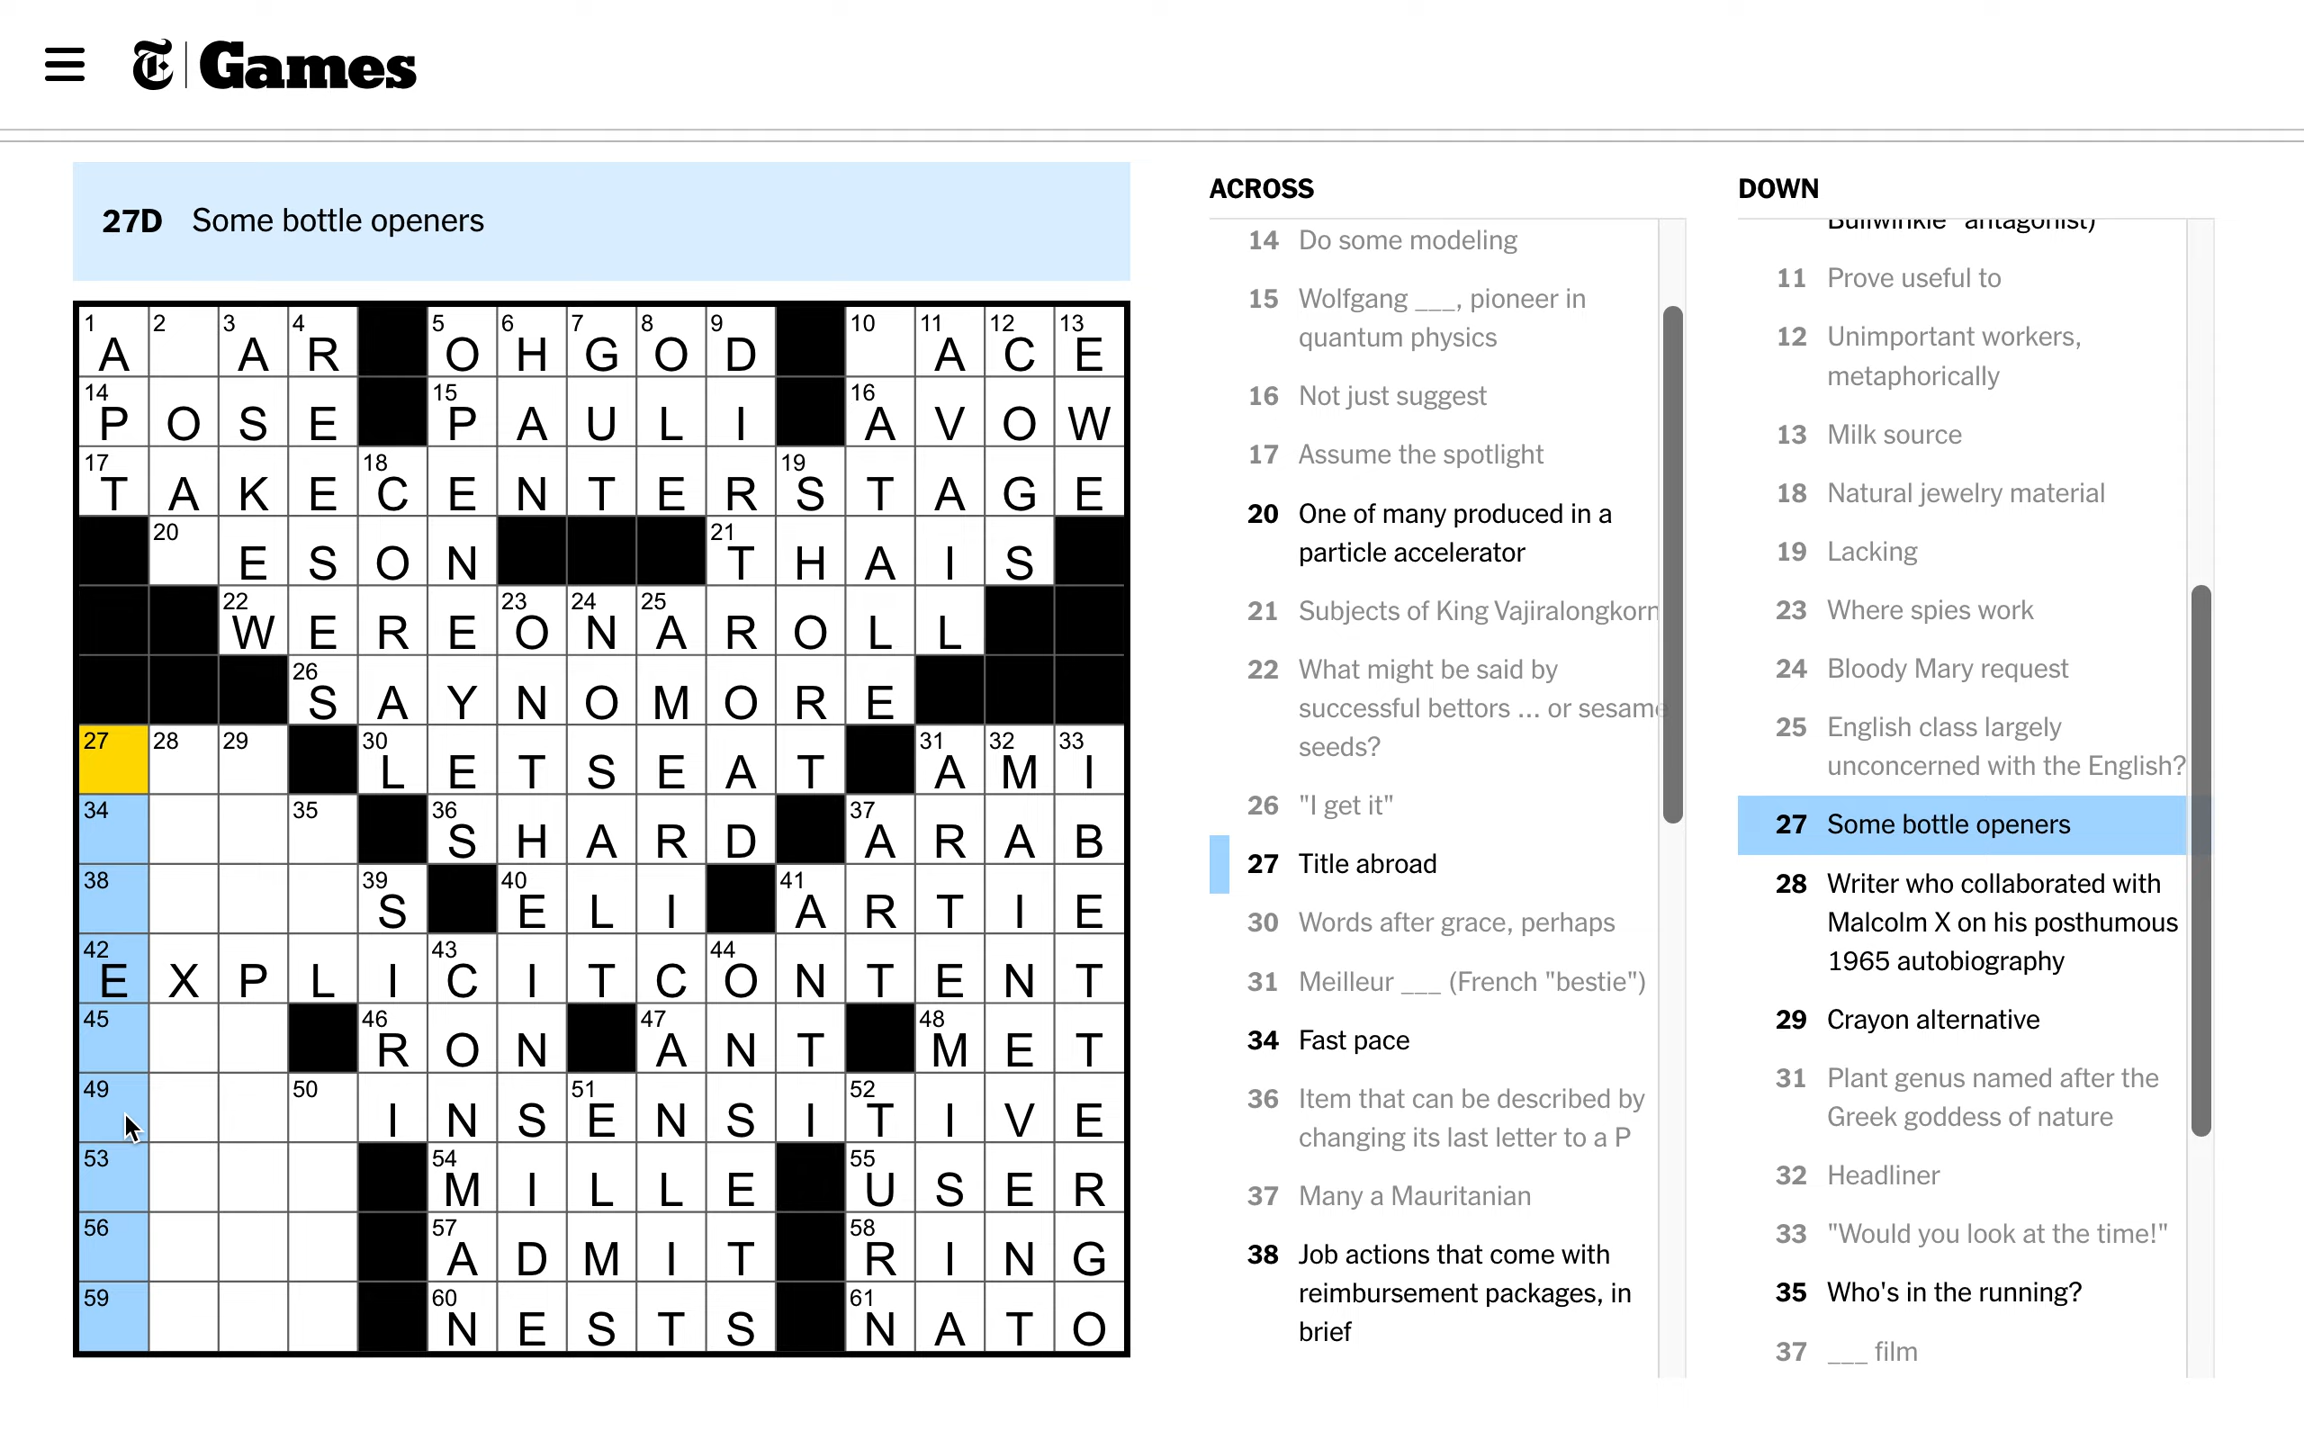 T Games
27D Some bottle openers
1 2 3 4 5 6 7 8 9 10 11 12 13
A A R O H G O D A C E
14 15 16
P O S E P A U L I A V O W
17 18 19
T A K E C E N T E R S T A G E
20 21
E S O N T H A I S
22 23 24 25
W E R E O N A R O L L
26
S A Y N O M O R E
27 28 29 30 31 32 33
L E T S E A T A M I
34 35 36 37
S H A R D A R A B
38 39 40 41
S E L I A R T I E
42 43 44
E X P L I C I T C O N T E N T
45 46 47 48
R O N A N T M E T
49 50 51 52
I N S E N S I T I V E
53 54 55
M I L L E U S E R
56 57 58
A D M I T R I N G
59 60 61
N E S T S N A T O
ACROSS
14 Do some modeling
15 Wolfgang ___, pioneer in
quantum physics
16 Not just suggest
17 Assume the spotlight
20 One of many produced in a
particle accelerator
21 Subjects of King Vajiralongkorn
22 What might be said by
successful bettors ... or sesame
seeds?
26 "I get it"
27 Title abroad
30 Words after grace, perhaps
31 Meilleur ___ (French "bestie")
34 Fast pace
36 Item that can be described by
changing its last letter to a P
37 Many a Mauritanian
38 Job actions that come with
reimbursement packages, in
brief
DOWN
Bullwinkle" antagonist)
11 Prove useful to
12 Unimportant workers,
metaphorically
13 Milk source
18 Natural jewelry material
19 Lacking
23 Where spies work
24 Bloody Mary request
25 English class largely
unconcerned with the English?
27 Some bottle openers
28 Writer who collaborated with
Malcolm X on his posthumous
1965 autobiography
29 Crayon alternative
31 Plant genus named after the
Greek goddess of nature
32 Headliner
33 "Would you look at the time!"
35 Who's in the running?
37 ___ film